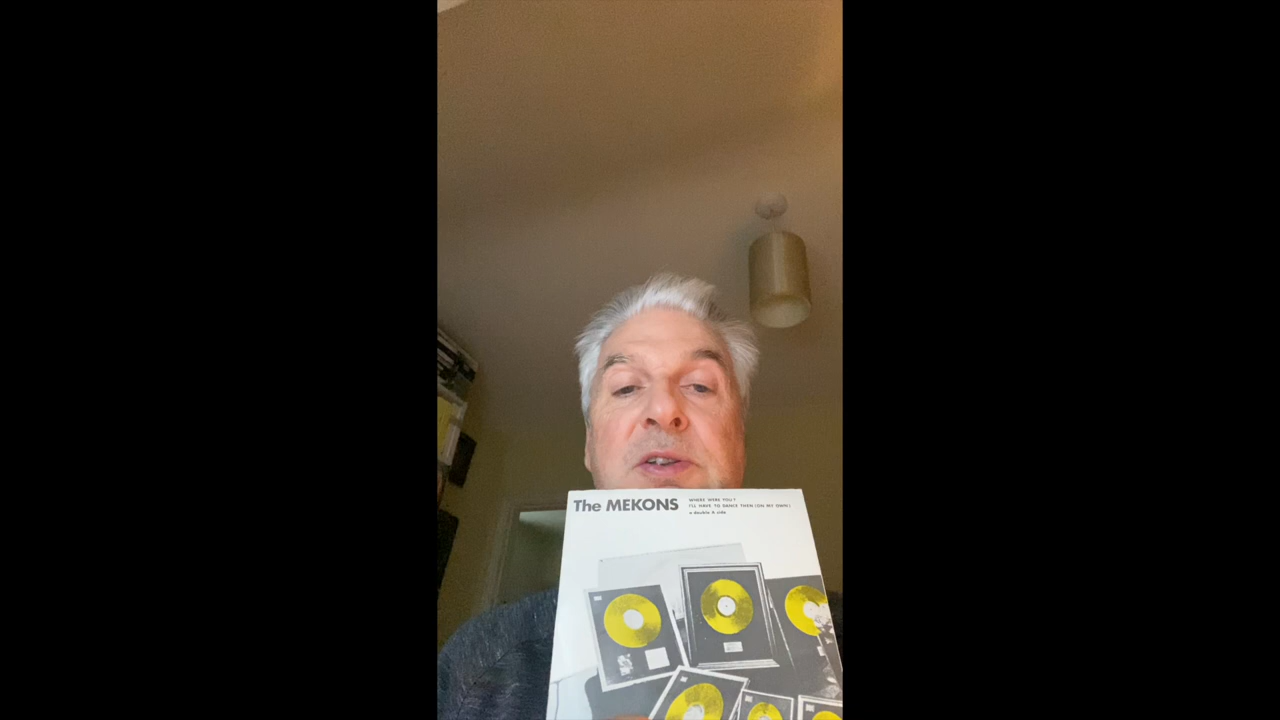 The MEKONS
WHERE WERE YOU?
I'LL HAVE TO DANCE THEN (ON MY OWN)
a double A side